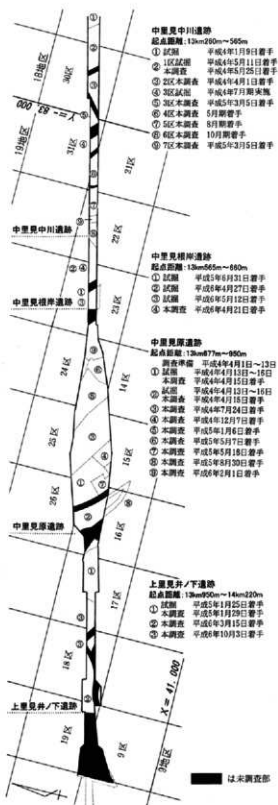 中里見中川遺跡
起点距離:13km260m~565m
① 試掘 平成4年1月9日着手
② 1区試掘 平成4年5月11日着手
本調査 平成4年5月25日着手
③ 2区本調査 平成4年4月1日着手
④ 3区試掘 平成4年7月期実施
⑤ 3区本調査 平成5年3月5日着手
⑥ 4区本調査 5月期着手
⑦ 5区本調査 8月期着手
⑧ 6区本調査 10月期着手
⑨ 7区本調査 平成5年3月5日着手
18地区
30区
19地区
31区
21区
中里見中川遺跡
22区
中里見根岸遺跡
起点距離:13km565m~660m
① 試掘 平成5年6月31日着手
② 試掘 平成6年4月27日着手
③ 試掘 平成6年5月12日着手
④ 本調査 平成6年4月21日着手
中里見根岸遺跡
23区
中里見原遺跡
起点距離:13km677m~950m
調査準備 平成4年4月1日~13日
① 試掘 平成4年4月13日~16日
本調査 平成4年4月15日着手
② 試掘 平成4年4月13日~16日
本調査 平成4年4月15日着手
③ 本調査 平成4年7月24日着手
④ 本調査 平成4年12月7日着手
⑤ 本調査 平成5年1月6日着手
⑥ 本調査 平成5年5月7日着手
⑦ 本調査 平成5年5月18日着手
⑧ 本調査 平成5年8月30日着手
⑨ 本調査 平成6年2月1日着手
24区
14区
25区
15区
26区
16区
中里見原遺跡
17区
上里見井ノ下遺跡
起点距離:13km950m~14km220m
① 試掘 平成5年1月25日着手
本調査 平成5年1月29日着手
② 本調査 平成6年3月15日着手
③ 本調査 平成6年10月3日着手
18区
X = 41.000
上里見井ノ下遺跡
19区
9区
9地区
は未調査部